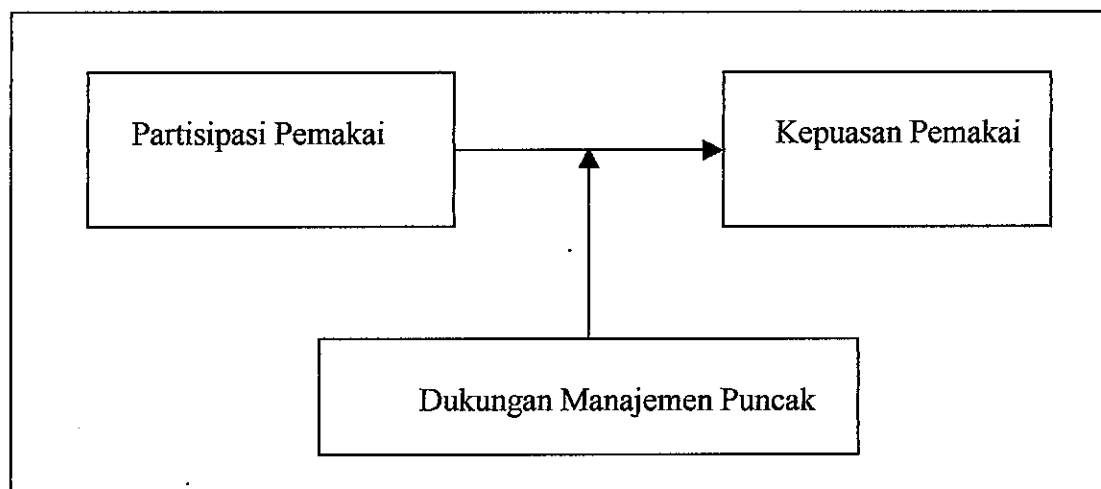 Partisipasi Pemakai
Kepuasan Pemakai
Dukungan Manajemen Puncak